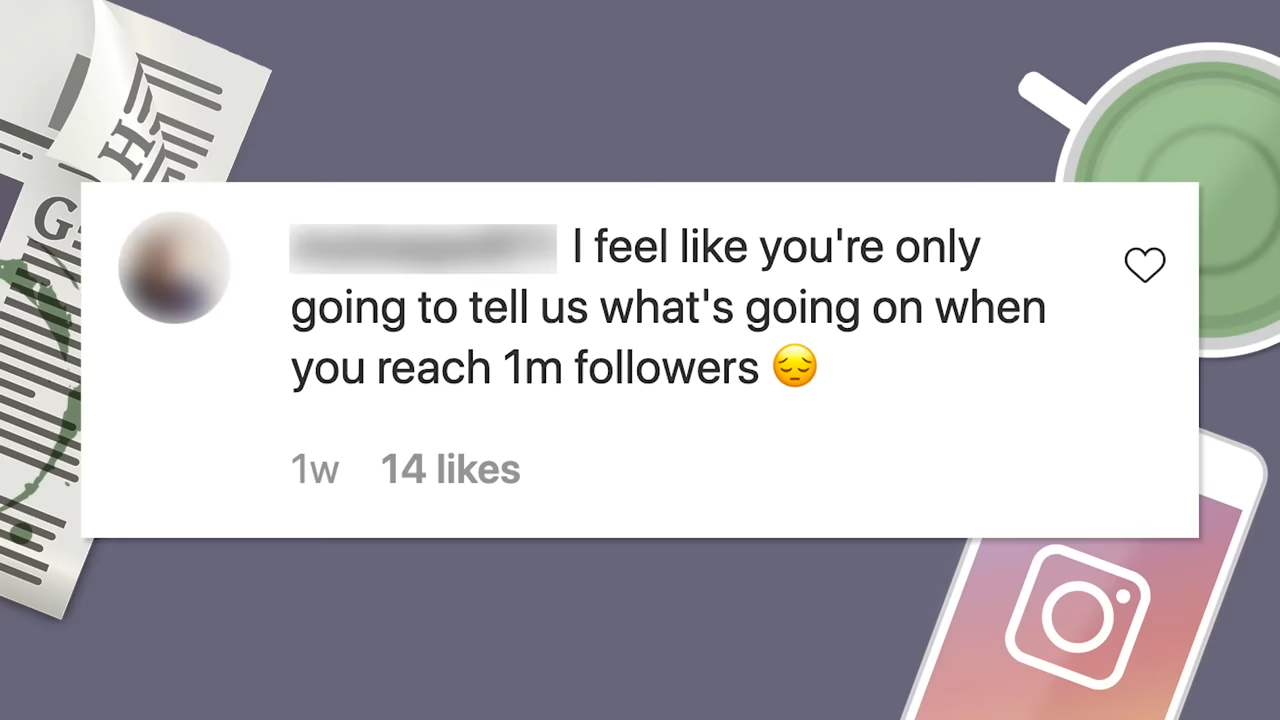 H
G
I feel like you're only
going to tell us what's going on when
you reach 1m followers 😔
1w 14 likes